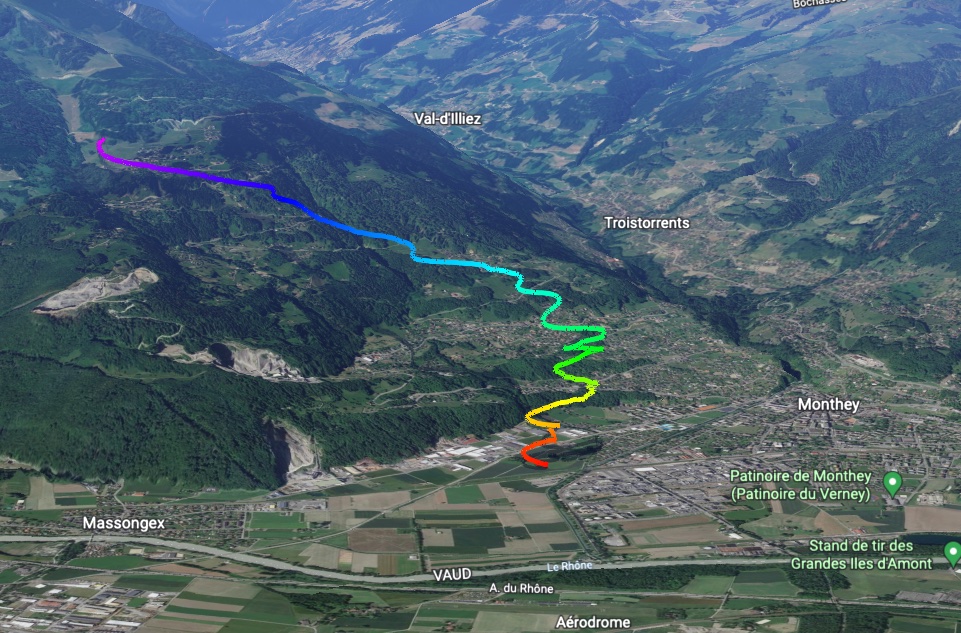 Bochasses
Val-d'Illiez
Troistorrents
Monthey
Patinoire de Monthey
(Patinoire du Verney)
Massongex
Stand de tir des
Grandes Iles d'Amont
VAUD
Le Rhône
A. du Rhône
Aérodrome